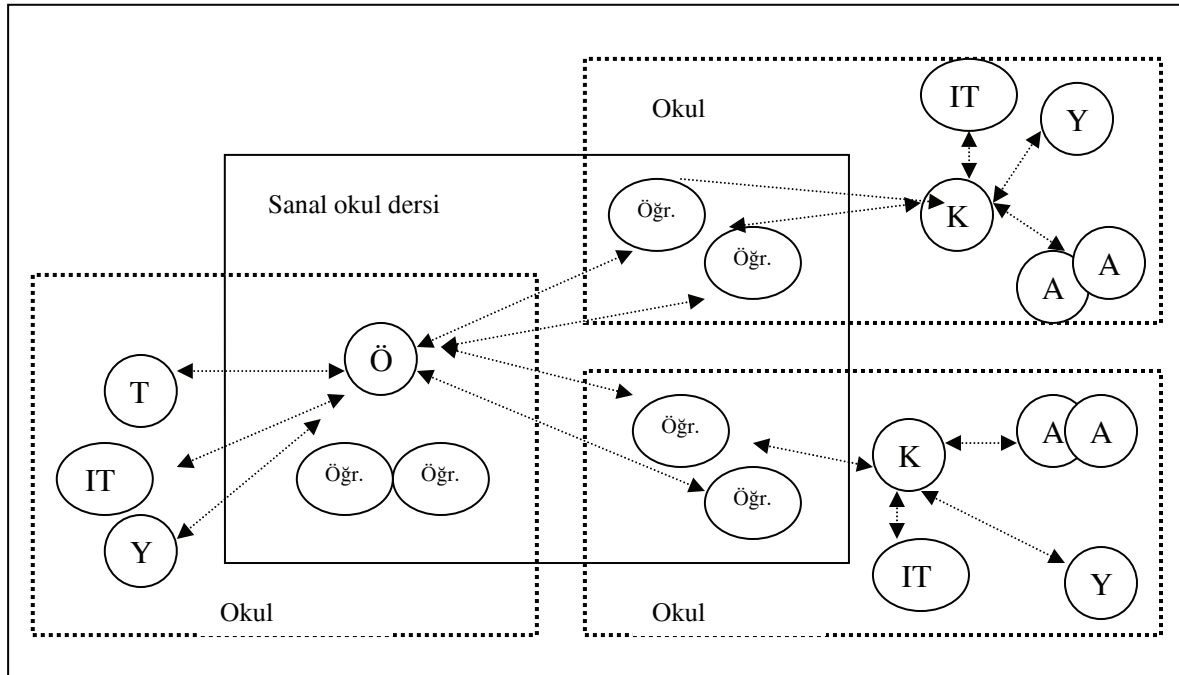 IT
Okul
Y
Sanal okul dersi
Öğr.
K
Öğr.
A
A
Ö
T
Öğr.
K
A
A
IT
Öğr.
Öğr.
Öğr.
Y
IT
Y
Okul
Okul